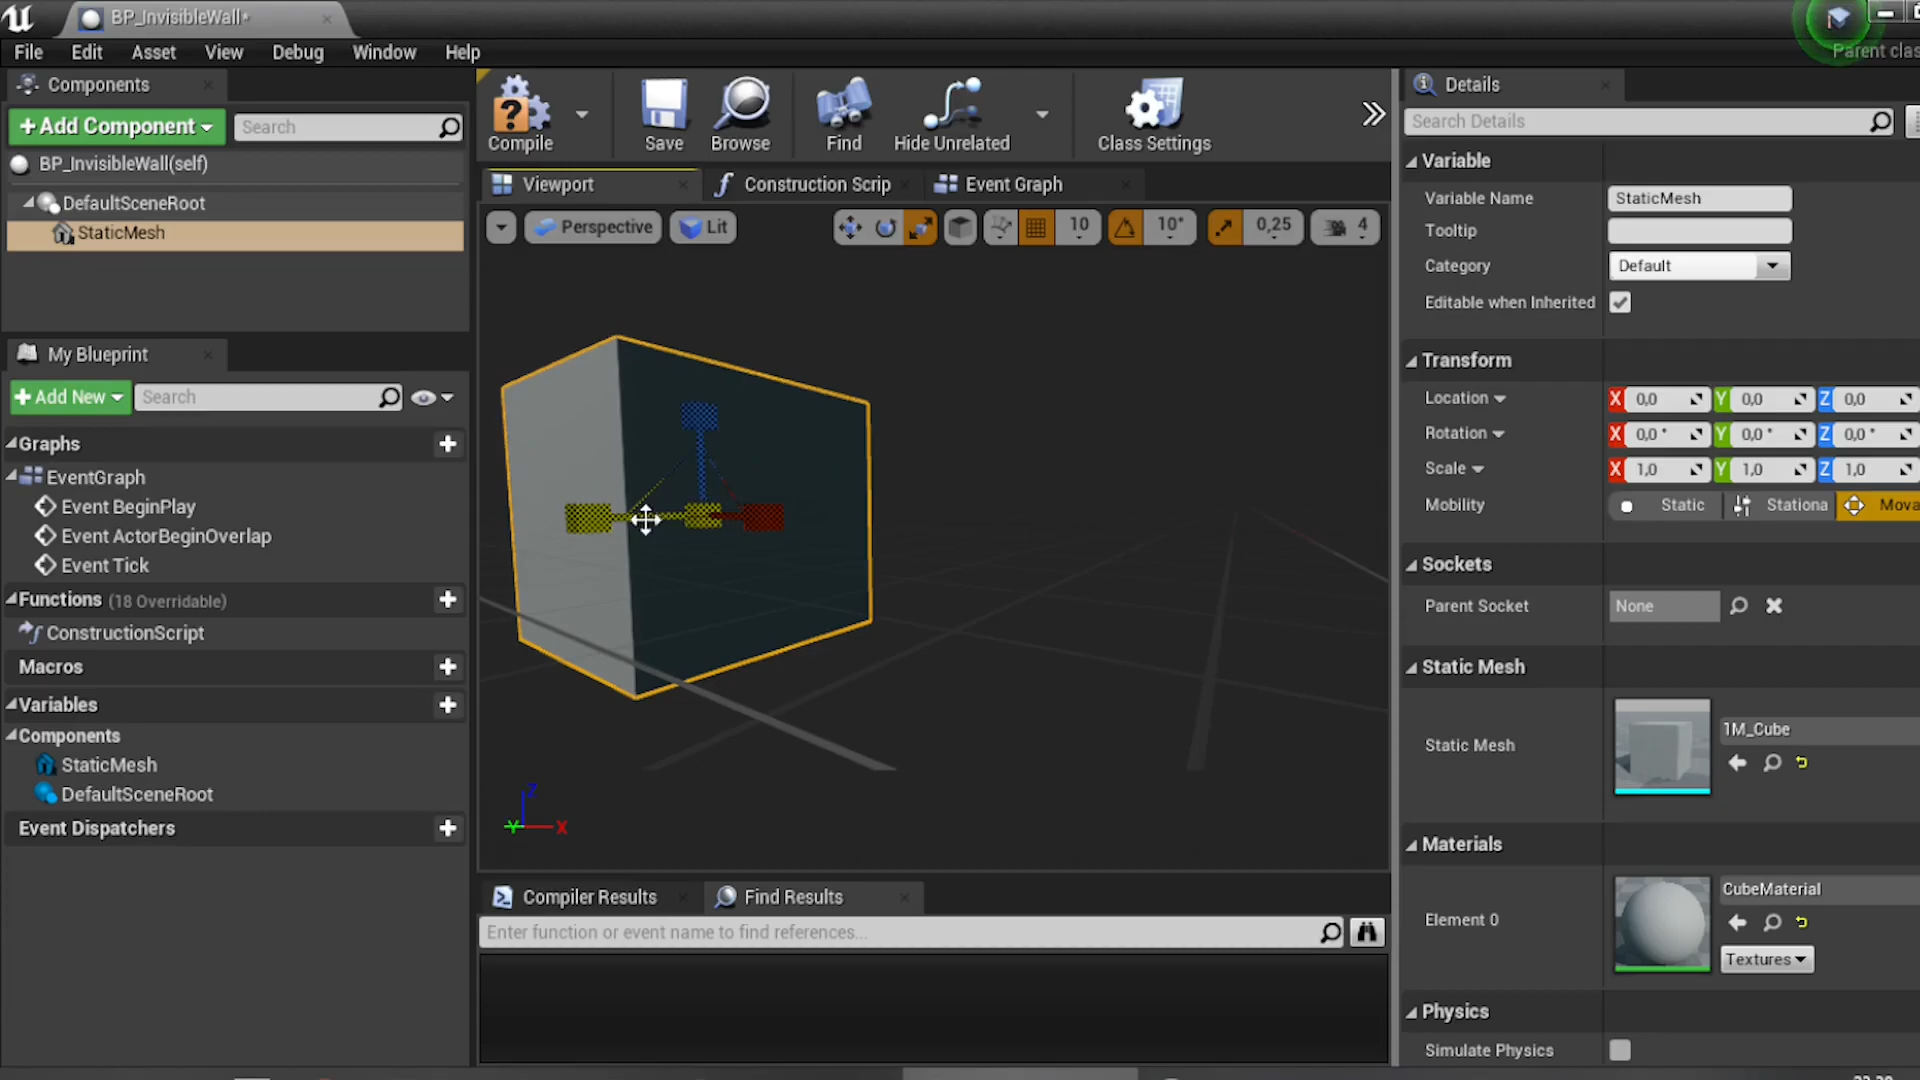 BP_InvisibleWall*
File Edit Asset View Debug Window Help
Parent clas
Components
+Add Component
Search
BP_InvisibleWall(self)
DefaultSceneRoot
StaticMesh
My Blueprint
+Add New
Search
Graphs
EventGraph
Event BeginPlay
Event ActorBeginOverlap
Event Tick
Functions (18 Overridable)
ConstructionScript
Macros
Variables
Components
StaticMesh
DefaultSceneRoot
Event Dispatchers
Compile Save Browse Find Hide Unrelated Class Settings
Viewport Construction Scrip Event Graph
Perspective Lit 10 10° 0,25 4
Z
Y X
Compiler Results Find Results
Enter function or event name to find references...
Details
Search Details
Variable
Variable Name StaticMesh
Tooltip
Category Default
Editable when Inherited
Transform
Location X 0,0 Y 0,0 Z 0,0
Rotation X 0,0 ° Y 0,0 ° Z 0,0 °
Scale X 1,0 Y 1,0 Z 1,0
Mobility Static Stationa Mova
Sockets
Parent Socket None
Static Mesh
Static Mesh 1M_Cube
Materials
Element 0 CubeMaterial
Textures
Physics
Simulate Physics